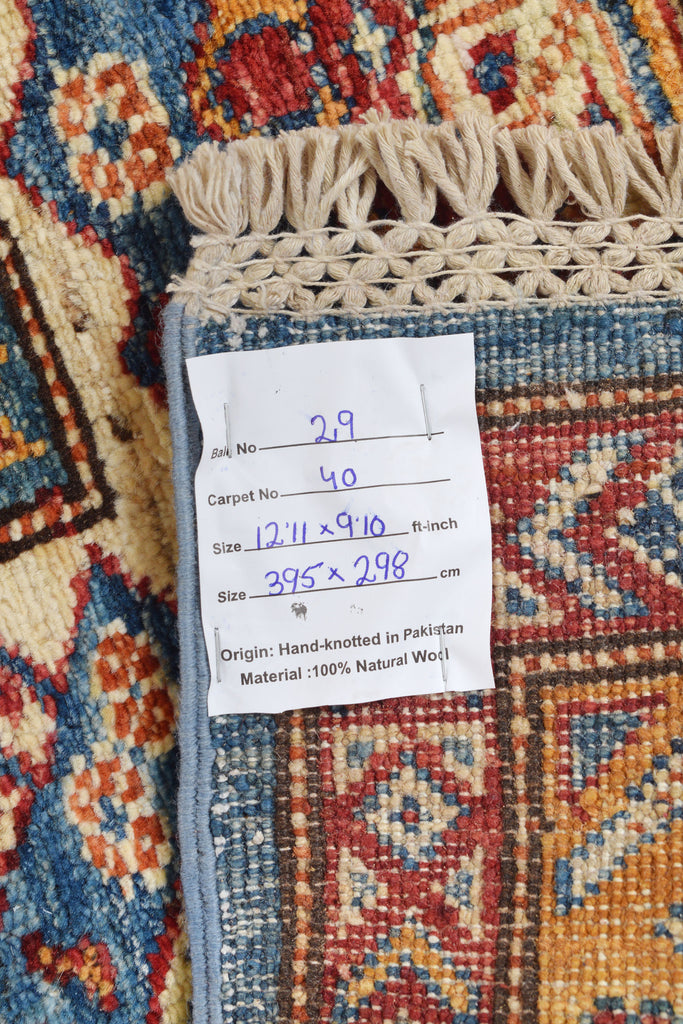 Bale No 29
Carpet No 40
Size 12'11 x 9'10 ft-inch
Size 395 x 298 cm
Origin: Hand-knotted in Pakistan
Material :100% Natural Wool